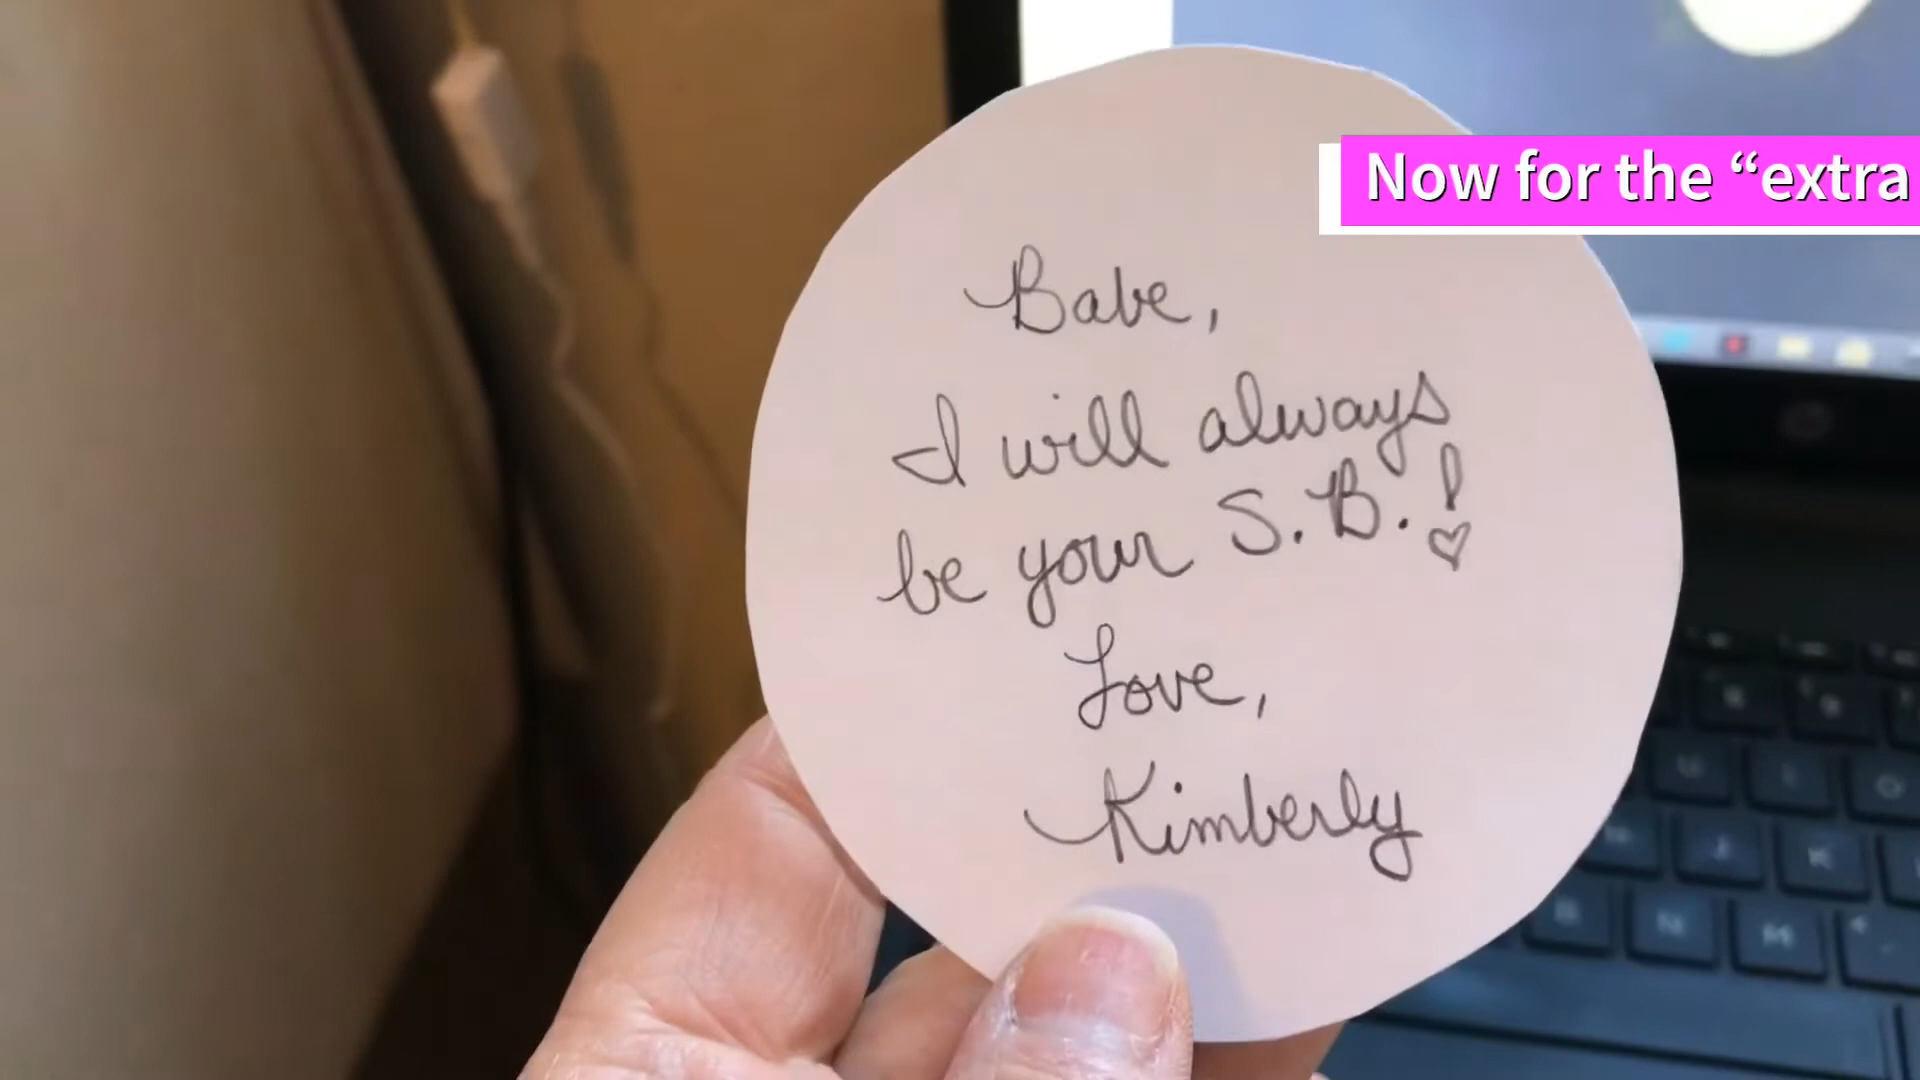 Now for the “extra
Babe,
I will always
be your S.B.!
Love,
Kimberly